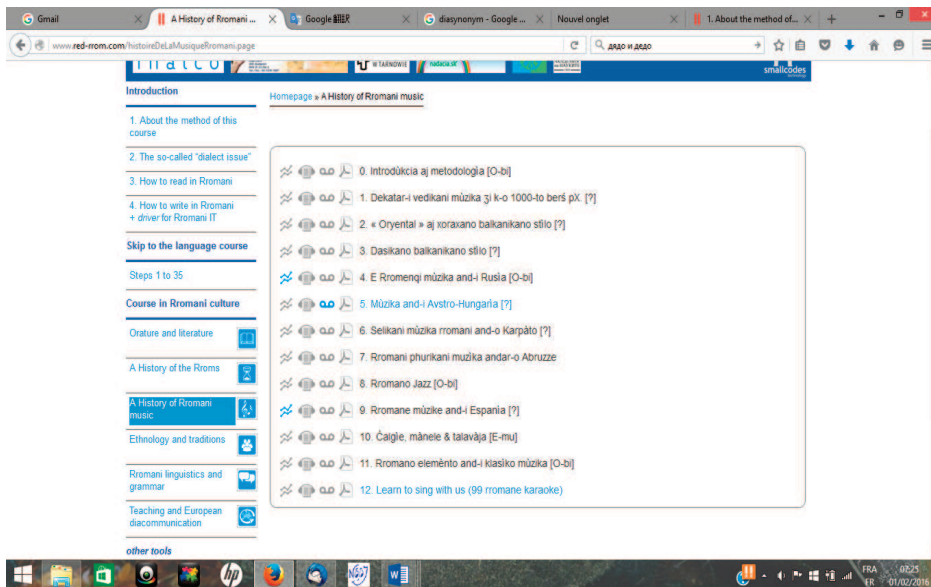 Gmail
A History of Rromani ...
Google 翻訳
diasynonym - Google ...
Nouvel onglet
1. About the method of...
www.red-rrom.com/histoireDeLaMusiqueRromani.page
дядо и дедо
W TARNOWIE
smallcodes
technology
Introduction
Homepage » A History of Rromani music
1. About the method of this
course
2. The so-called "dialect issue"
3. How to read in Rromani
4. How to write in Rromani
+ driver for Rromani IT
Skip to the language course
Steps 1 to 35
Course in Rromani culture
Orature and literature
A History of the Rroms
A History of Rromani
music
Ethnology and traditions
Rromani linguistics and
grammar
Teaching and European
diacommunication
other tools
0. Introdùkcia aj metodologìa [O-bi]
1. Dekatar-i vedikani mùzika ʒi k-o 1000-to berś pX. [?]
2. « Oryental » aj xoraxano balkanikano stìlo [?]
3. Dasikano balkanikano stìlo [?]
4. E Rromenqi mùzika and-i Rusìa [O-bi]
5. Mùzika and-i Avstro-Hungarìa [?]
6. Selikani mùzika rromani and-o Karpàto [?]
7. Rromani phurikani muzìka andar-o Abruzze
8. Rromano Jazz [O-bi]
9. Rromane mùzike and-i Espanìa [?]
10. Ćalgìe, mànele & talavàja [E-mu]
11. Rromano elemènto and-i klasìko mùzika [O-bi]
12. Learn to sing with us (99 rromane karaoke)
FRA
FR
07:25
01/02/2016